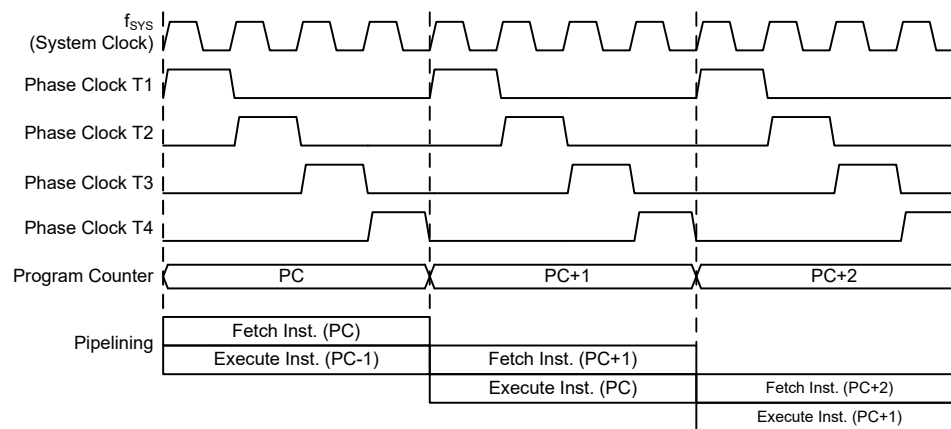 fSYS
(System Clock)
Phase Clock T1
Phase Clock T2
Phase Clock T3
Phase Clock T4
Program Counter PC PC+1 PC+2
Pipelining
Fetch Inst. (PC)
Execute Inst. (PC-1) Fetch Inst. (PC+1)
Execute Inst. (PC) Fetch Inst. (PC+2)
Execute Inst. (PC+1)